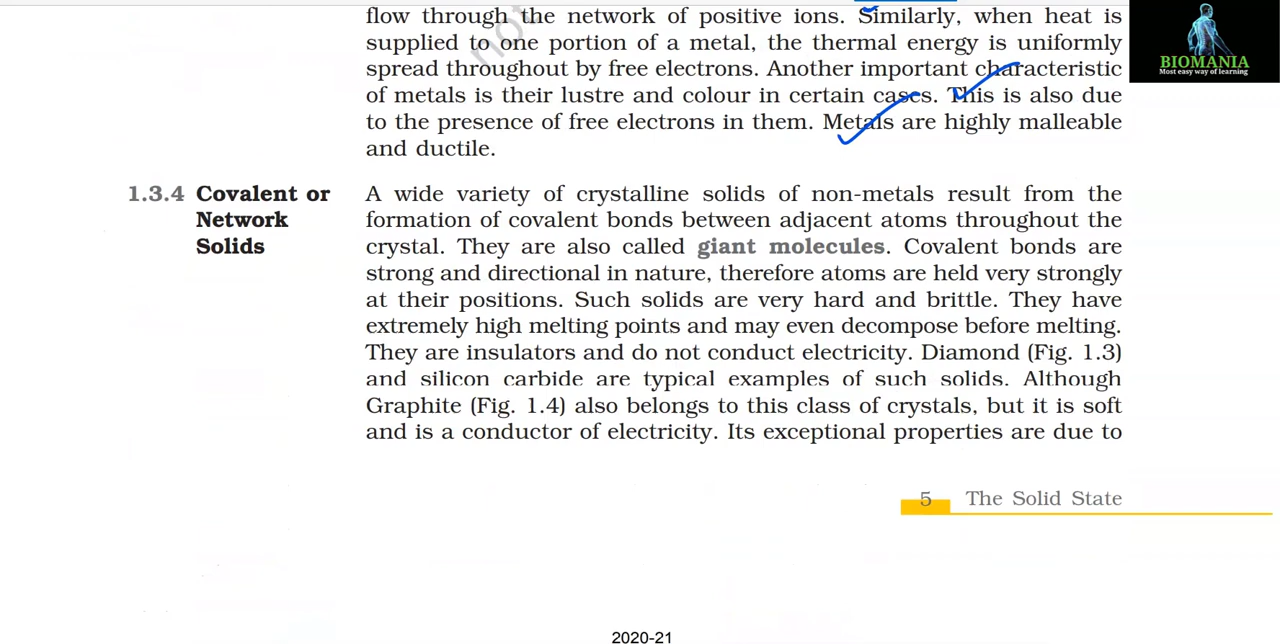 flow through the network of positive ions. Similarly, when heat is
supplied to one portion of a metal, the thermal energy is uniformly
spread throughout by free electrons. Another important characteristic
of metals is their lustre and colour in certain cases. This is also due
to the presence of free electrons in them. Metals are highly malleable
and ductile.
BIOMANIA
Most easy way of learning
not
1.3.4 Covalent or
Network
Solids
A wide variety of crystalline solids of non-metals result from the
formation of covalent bonds between adjacent atoms throughout the
crystal. They are also called giant molecules. Covalent bonds are
strong and directional in nature, therefore atoms are held very strongly
at their positions. Such solids are very hard and brittle. They have
extremely high melting points and may even decompose before melting.
They are insulators and do not conduct electricity. Diamond (Fig. 1.3)
and silicon carbide are typical examples of such solids. Although
Graphite (Fig. 1.4) also belongs to this class of crystals, but it is soft
and is a conductor of electricity. Its exceptional properties are due to
5 The Solid State
2020-21